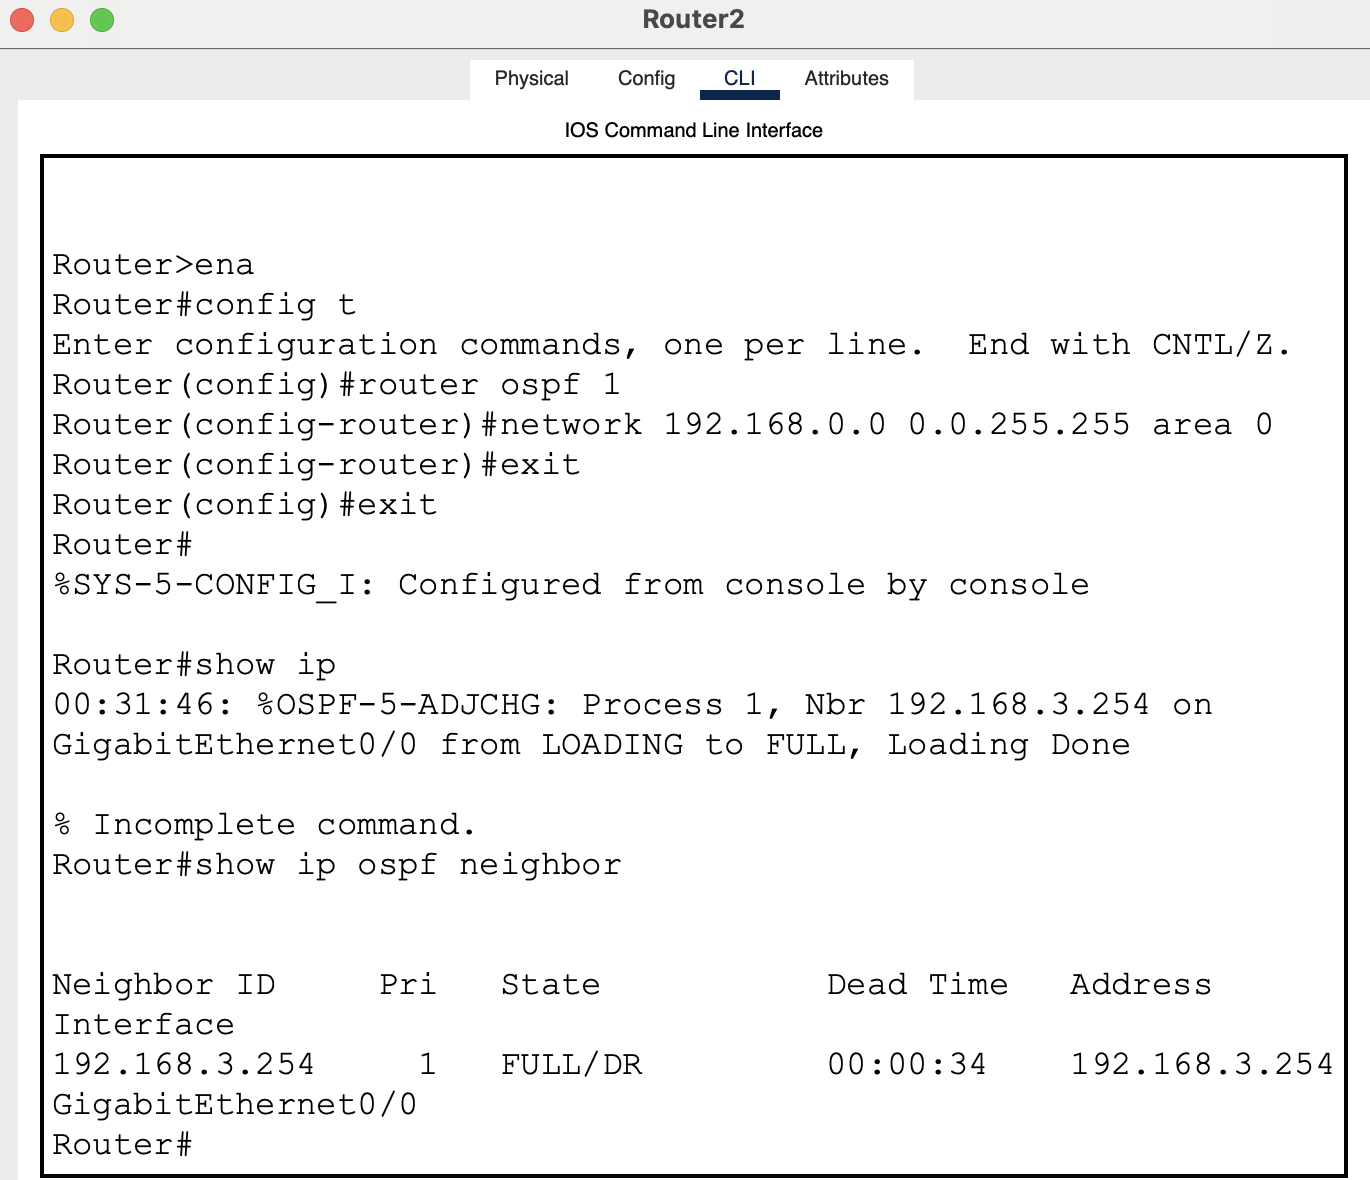 Router2
Physical Config CLI Attributes
IOS Command Line Interface
Router>ena
Router#config t
Enter configuration commands, one per line.  End with CNTL/Z.
Router(config)#router ospf 1
Router(config-router)#network 192.168.0.0 0.0.255.255 area 0
Router(config-router)#exit
Router(config)#exit
Router#
%SYS-5-CONFIG_I: Configured from console by console
Router#show ip
00:31:46: %OSPF-5-ADJCHG: Process 1, Nbr 192.168.3.254 on
GigabitEthernet0/0 from LOADING to FULL, Loading Done
% Incomplete command.
Router#show ip ospf neighbor
Neighbor ID     Pri   State           Dead Time   Address
Interface
192.168.3.254     1   FULL/DR         00:00:34    192.168.3.254
GigabitEthernet0/0
Router#